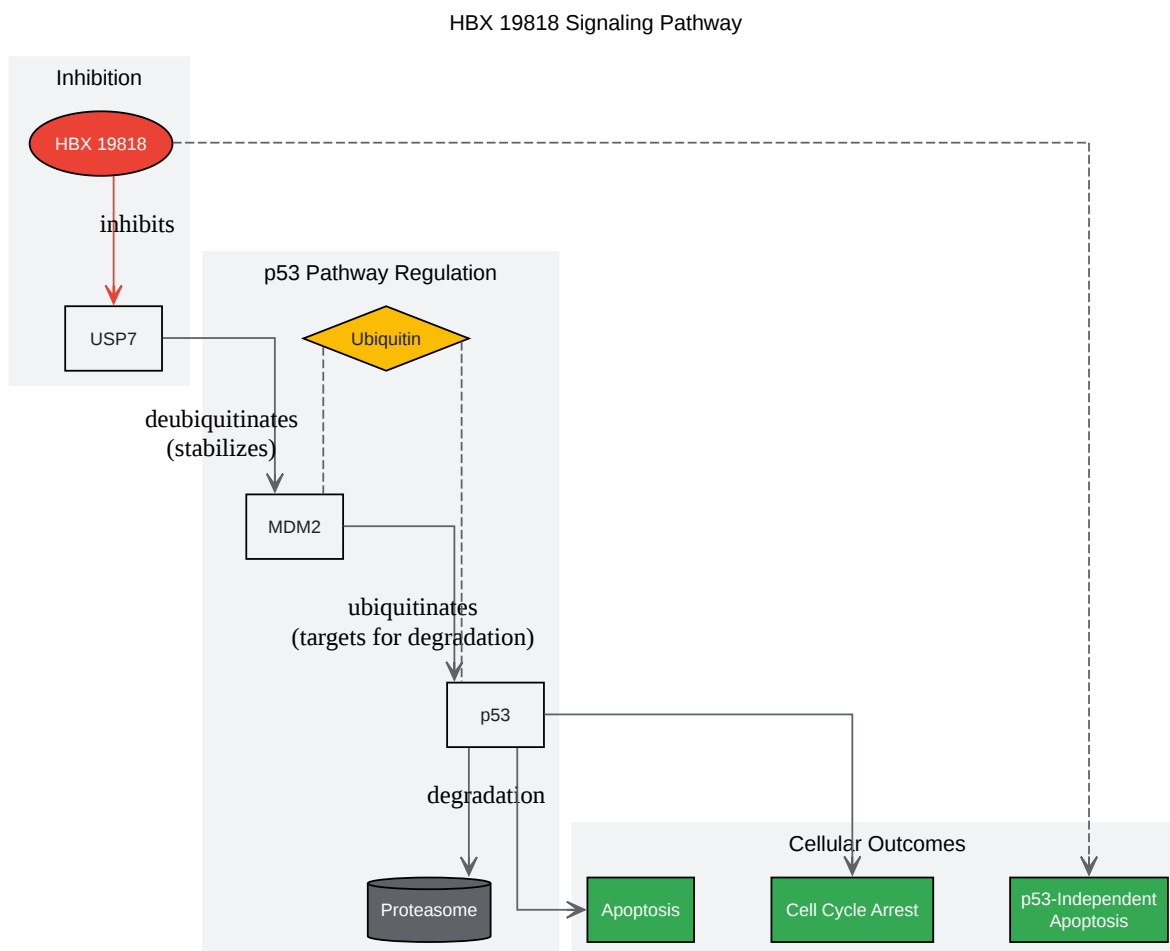 HBX 19818 Signaling Pathway
Inhibition
HBX 19818
inhibits
p53 Pathway Regulation
USP7
Ubiquitin
deubiquitinates
(stabilizes)
MDM2
ubiquitinates
(targets for degradation)
p53
degradation
Cellular Outcomes
Proteasome
Apoptosis
Cell Cycle Arrest
p53-Independent
Apoptosis